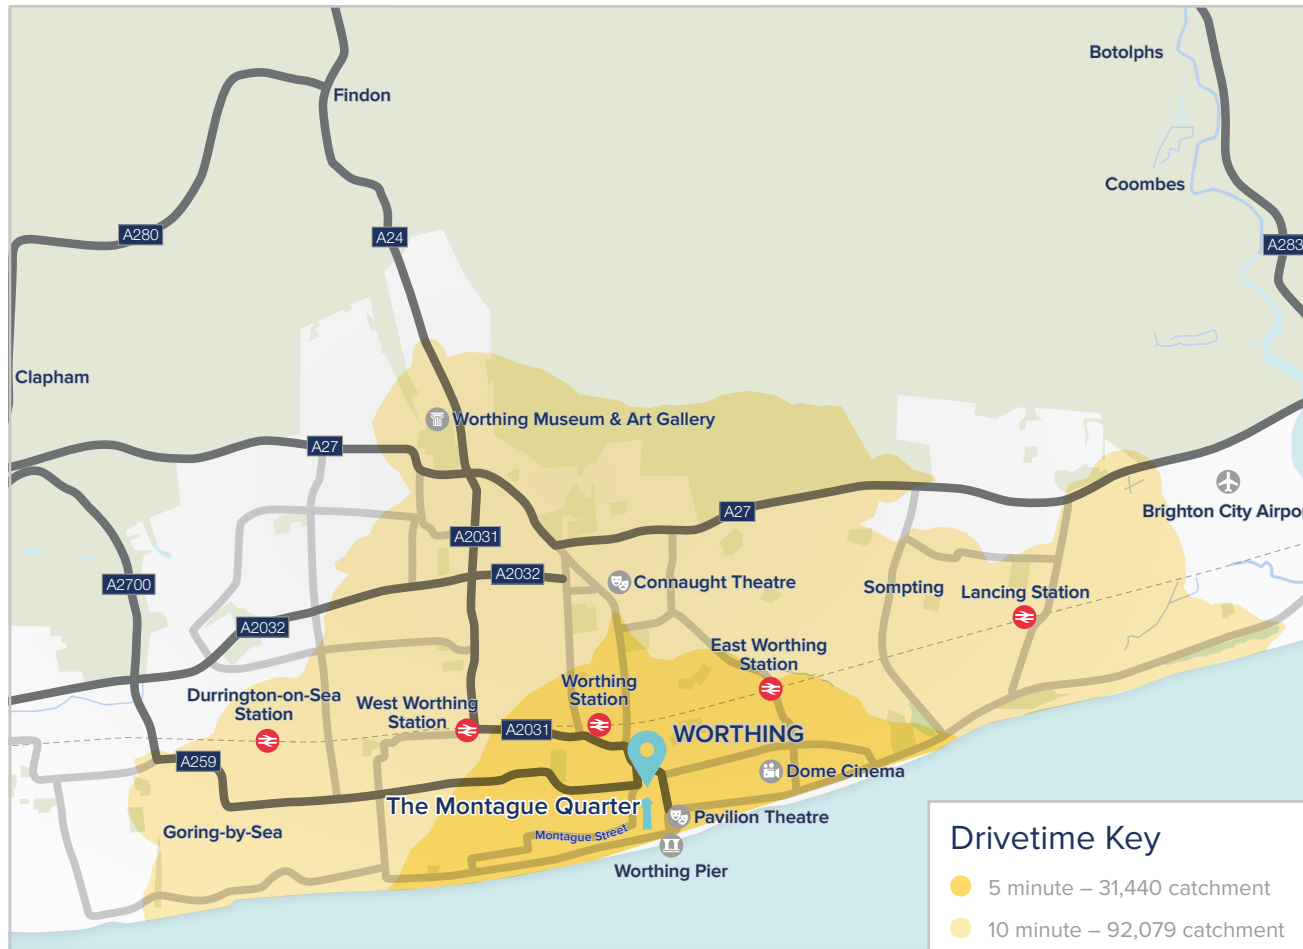 Botolphs
Findon
Coombes
A280
A24
A283
Clapham
Worthing Museum & Art Gallery
A27
Brighton City Airpor
A27
A2031
A2032
A2700
Connaught Theatre
Sompting
Lancing Station
A2032
East Worthing
Station
Durrington-on-Sea
Station
West Worthing
Station
Worthing
Station
A2031
WORTHING
A259
Dome Cinema
The Montague Quarter
Pavilion Theatre
Goring-by-Sea
Montague Street
Worthing Pier
Drivetime Key
5 minute – 31,440 catchment
10 minute – 92,079 catchment